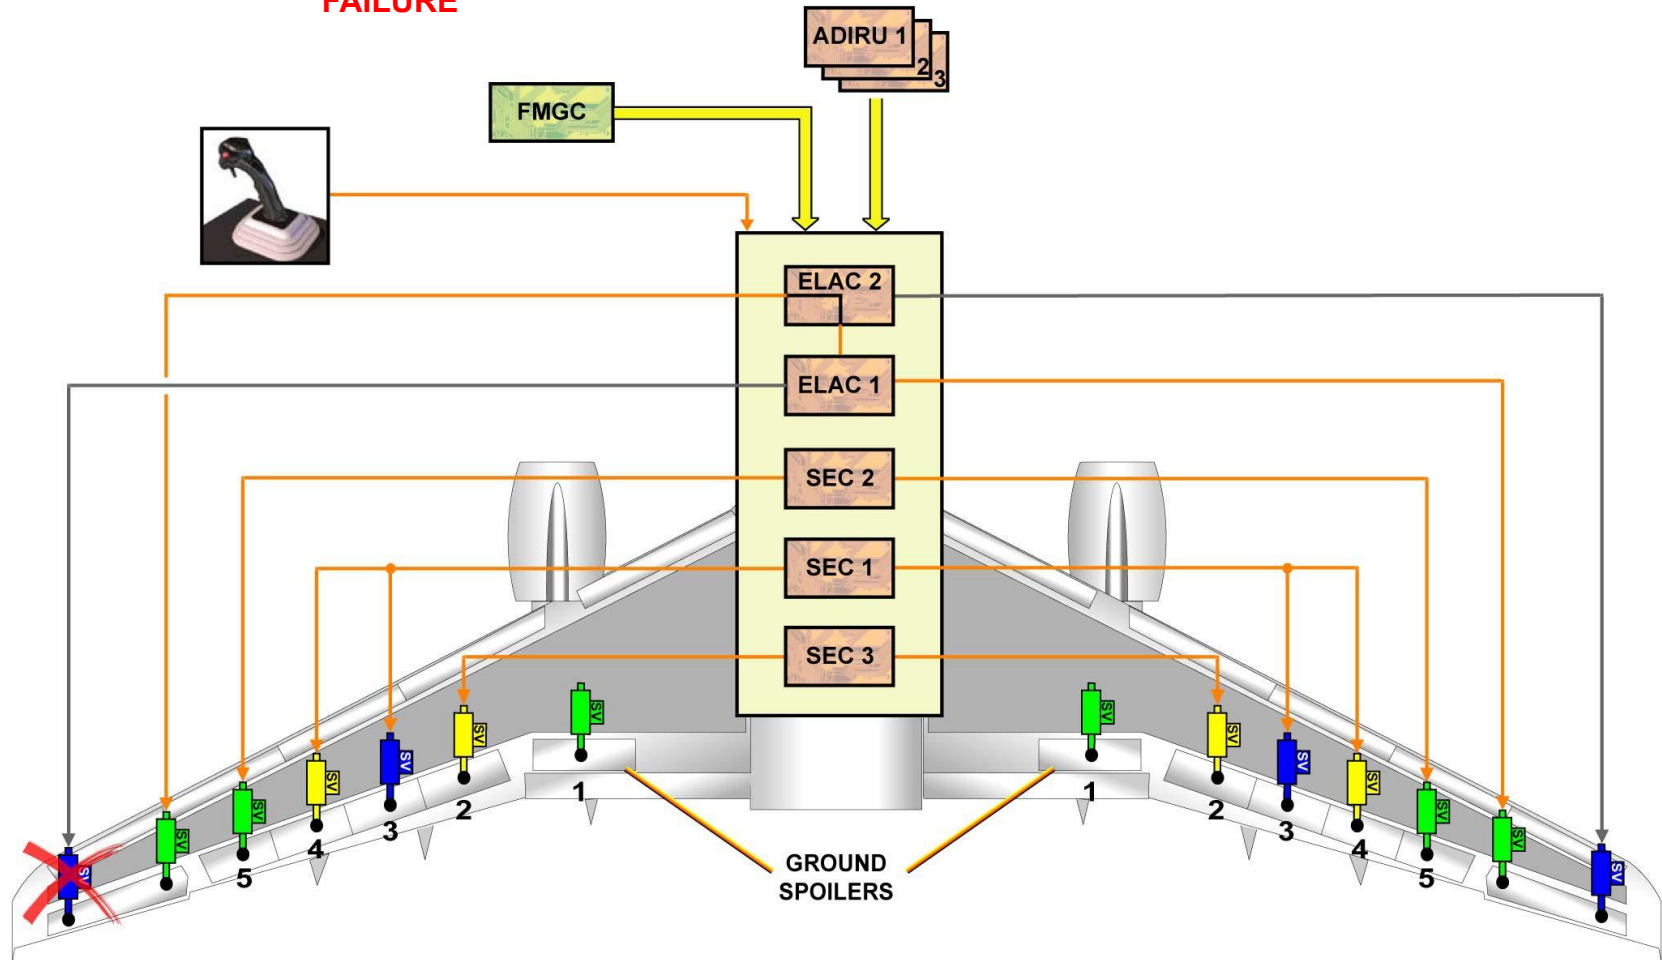 FAILURE
ADIRU 1
2
3
FMGC
ELAC 2
ELAC 1
SEC 2
SEC 1
SEC 3
SV
SV
SV
SV
SV
SV
SV
SV
SV
SV
SV
SV
SV
SV
5
4
3
2
1
1
2
3
4
5
GROUND
SPOILERS